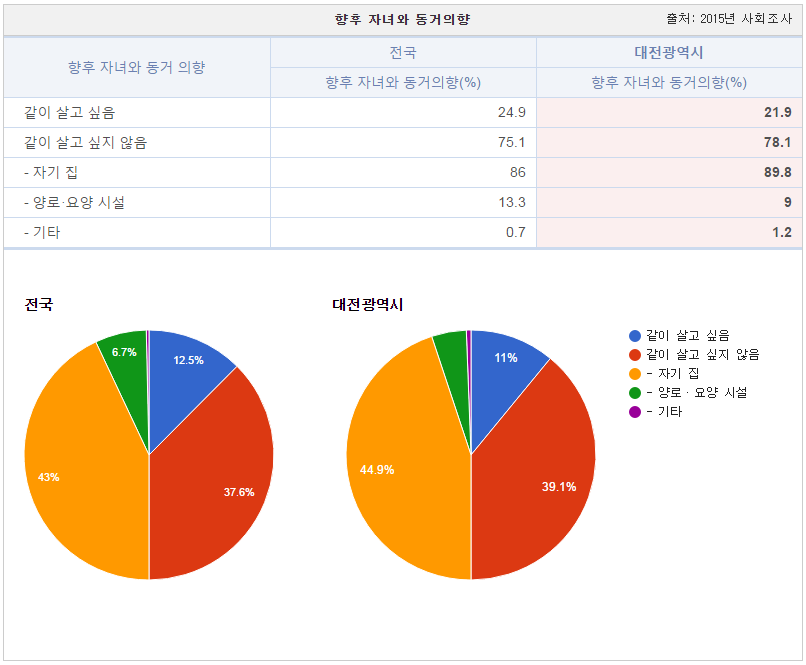 향후 자녀와 동거의향
출처: 2015년 사회조사
향후 자녀와 동거 의향 전국 대전광역시
향후 자녀와 동거의향(%) 향후 자녀와 동거의향(%)
같이 살고 싶음 24.9 21.9
같이 살고 싶지 않음 75.1 78.1
- 자기 집 86 89.8
- 양로·요양 시설 13.3 9
- 기타 0.7 1.2
전국
12.5%
37.6%
43%
6.7%
대전광역시
11%
39.1%
44.9%
같이 살고 싶음
같이 살고 싶지 않음
- 자기 집
- 양로·요양 시설
- 기타